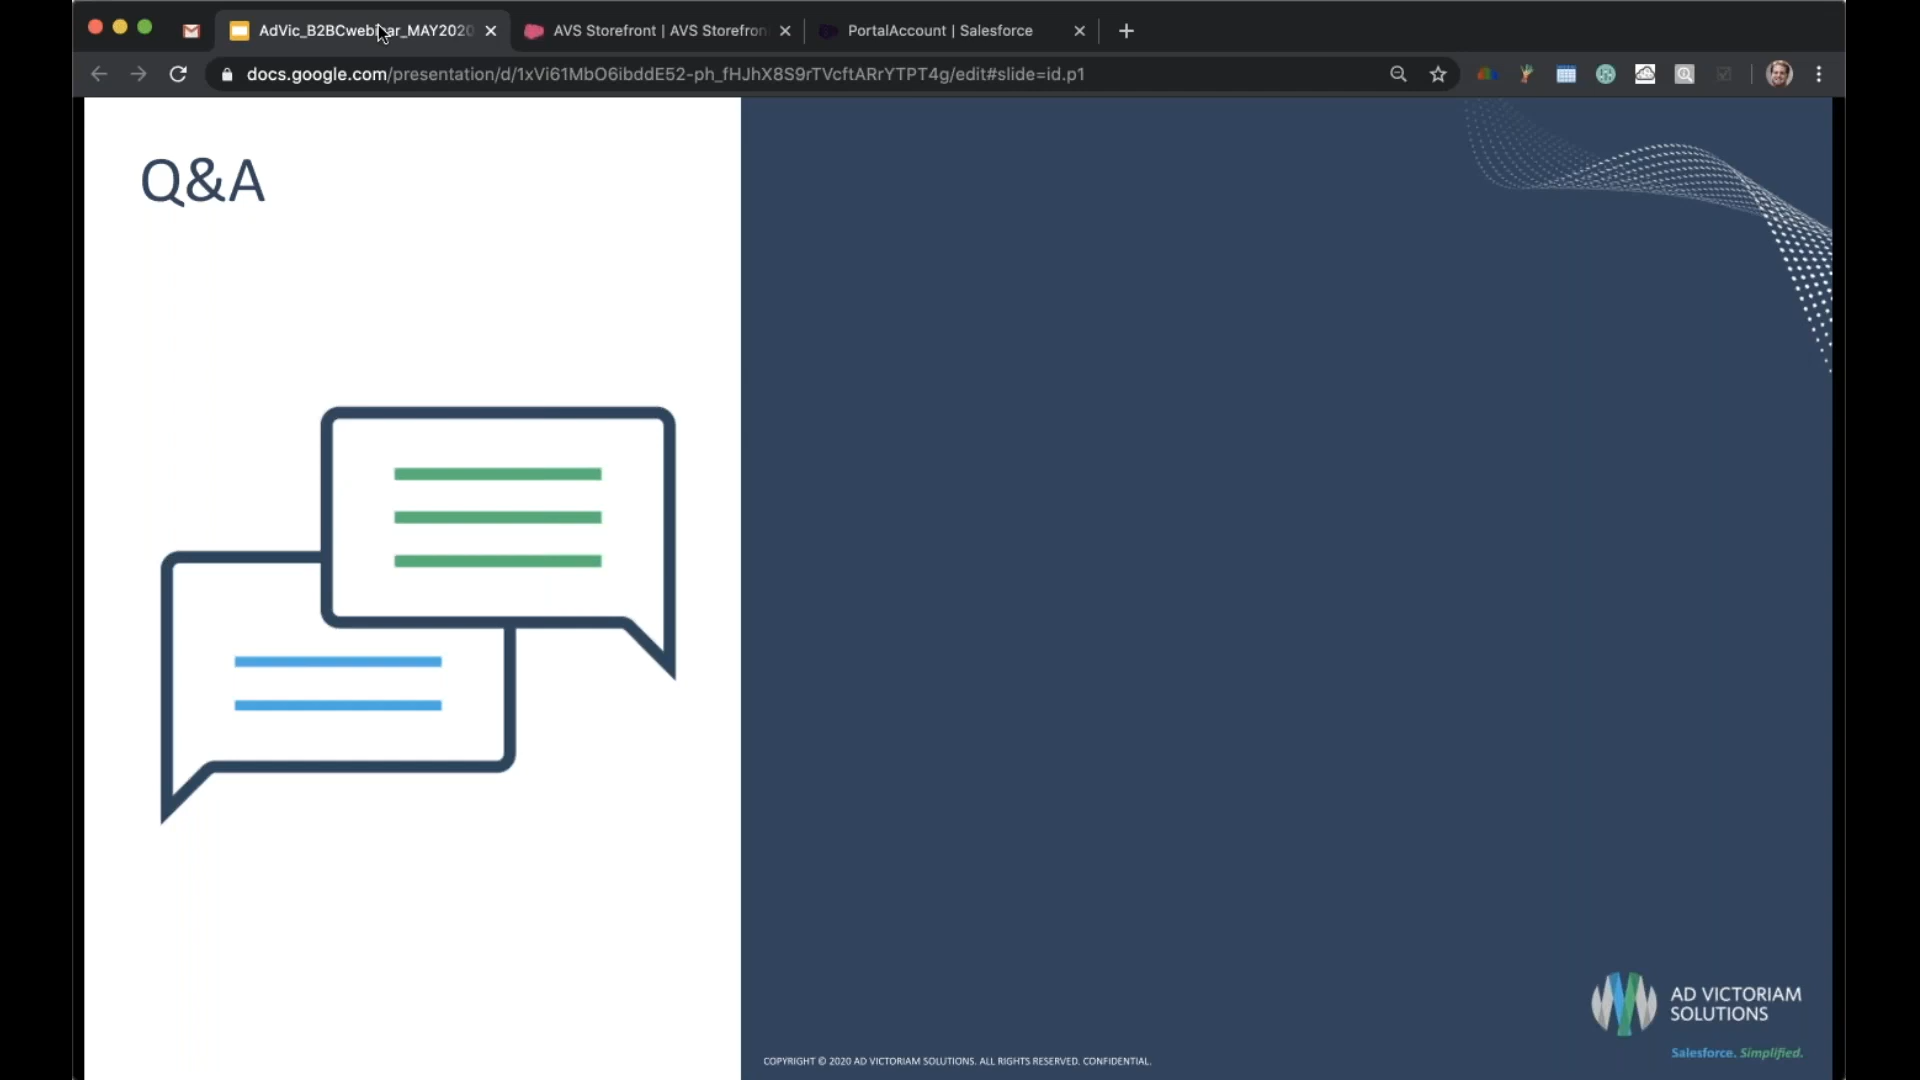 AdVic_B2BCwebinar_MAY2020
AVS Storefront | AVS Storefron
PortalAccount | Salesforce
docs.google.com/presentation/d/1xVi61MbO6ibddE52-ph_fHJhX8S9rTVcftARrYTPT4g/edit#slide=id.p1
Q&A
AD VICTORIAM
SOLUTIONS
Salesforce. Simplified.
COPYRIGHT © 2020 AD VICTORIAM SOLUTIONS. ALL RIGHTS RESERVED. CONFIDENTIAL.